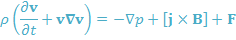 ρ(∂v/∂t + v∇v) = −∇p + [j × B] + F